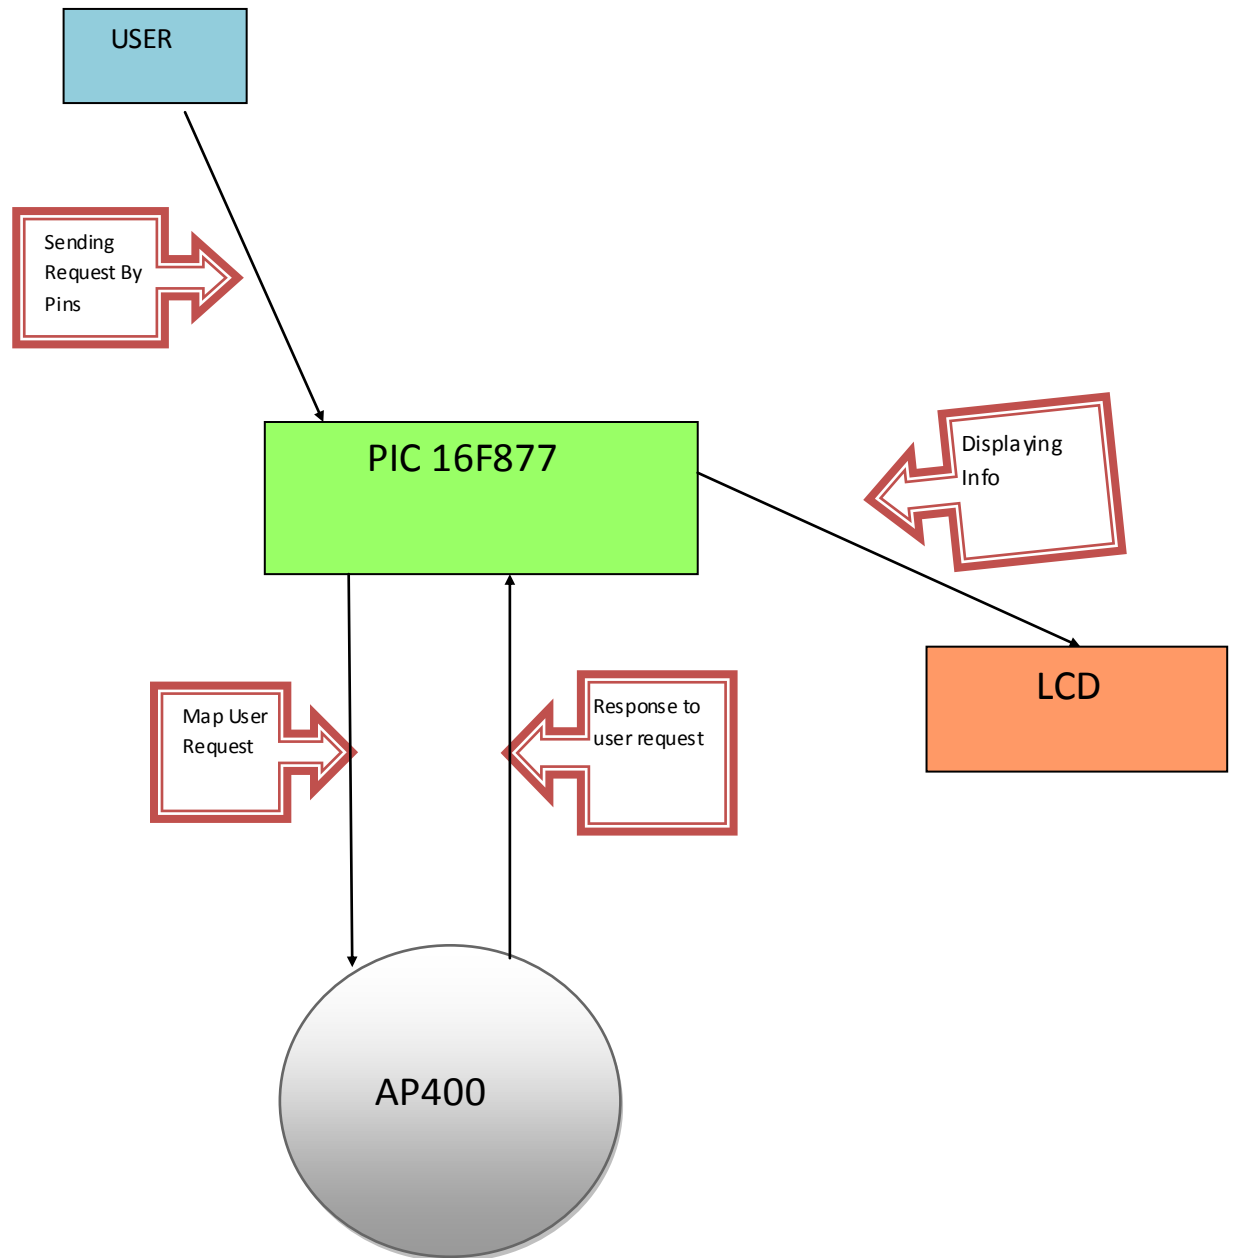 USER
Sending
Request By
Pins
PIC 16F877
Displaying
Info
LCD
Map User
Request
Response to
user request
AP400